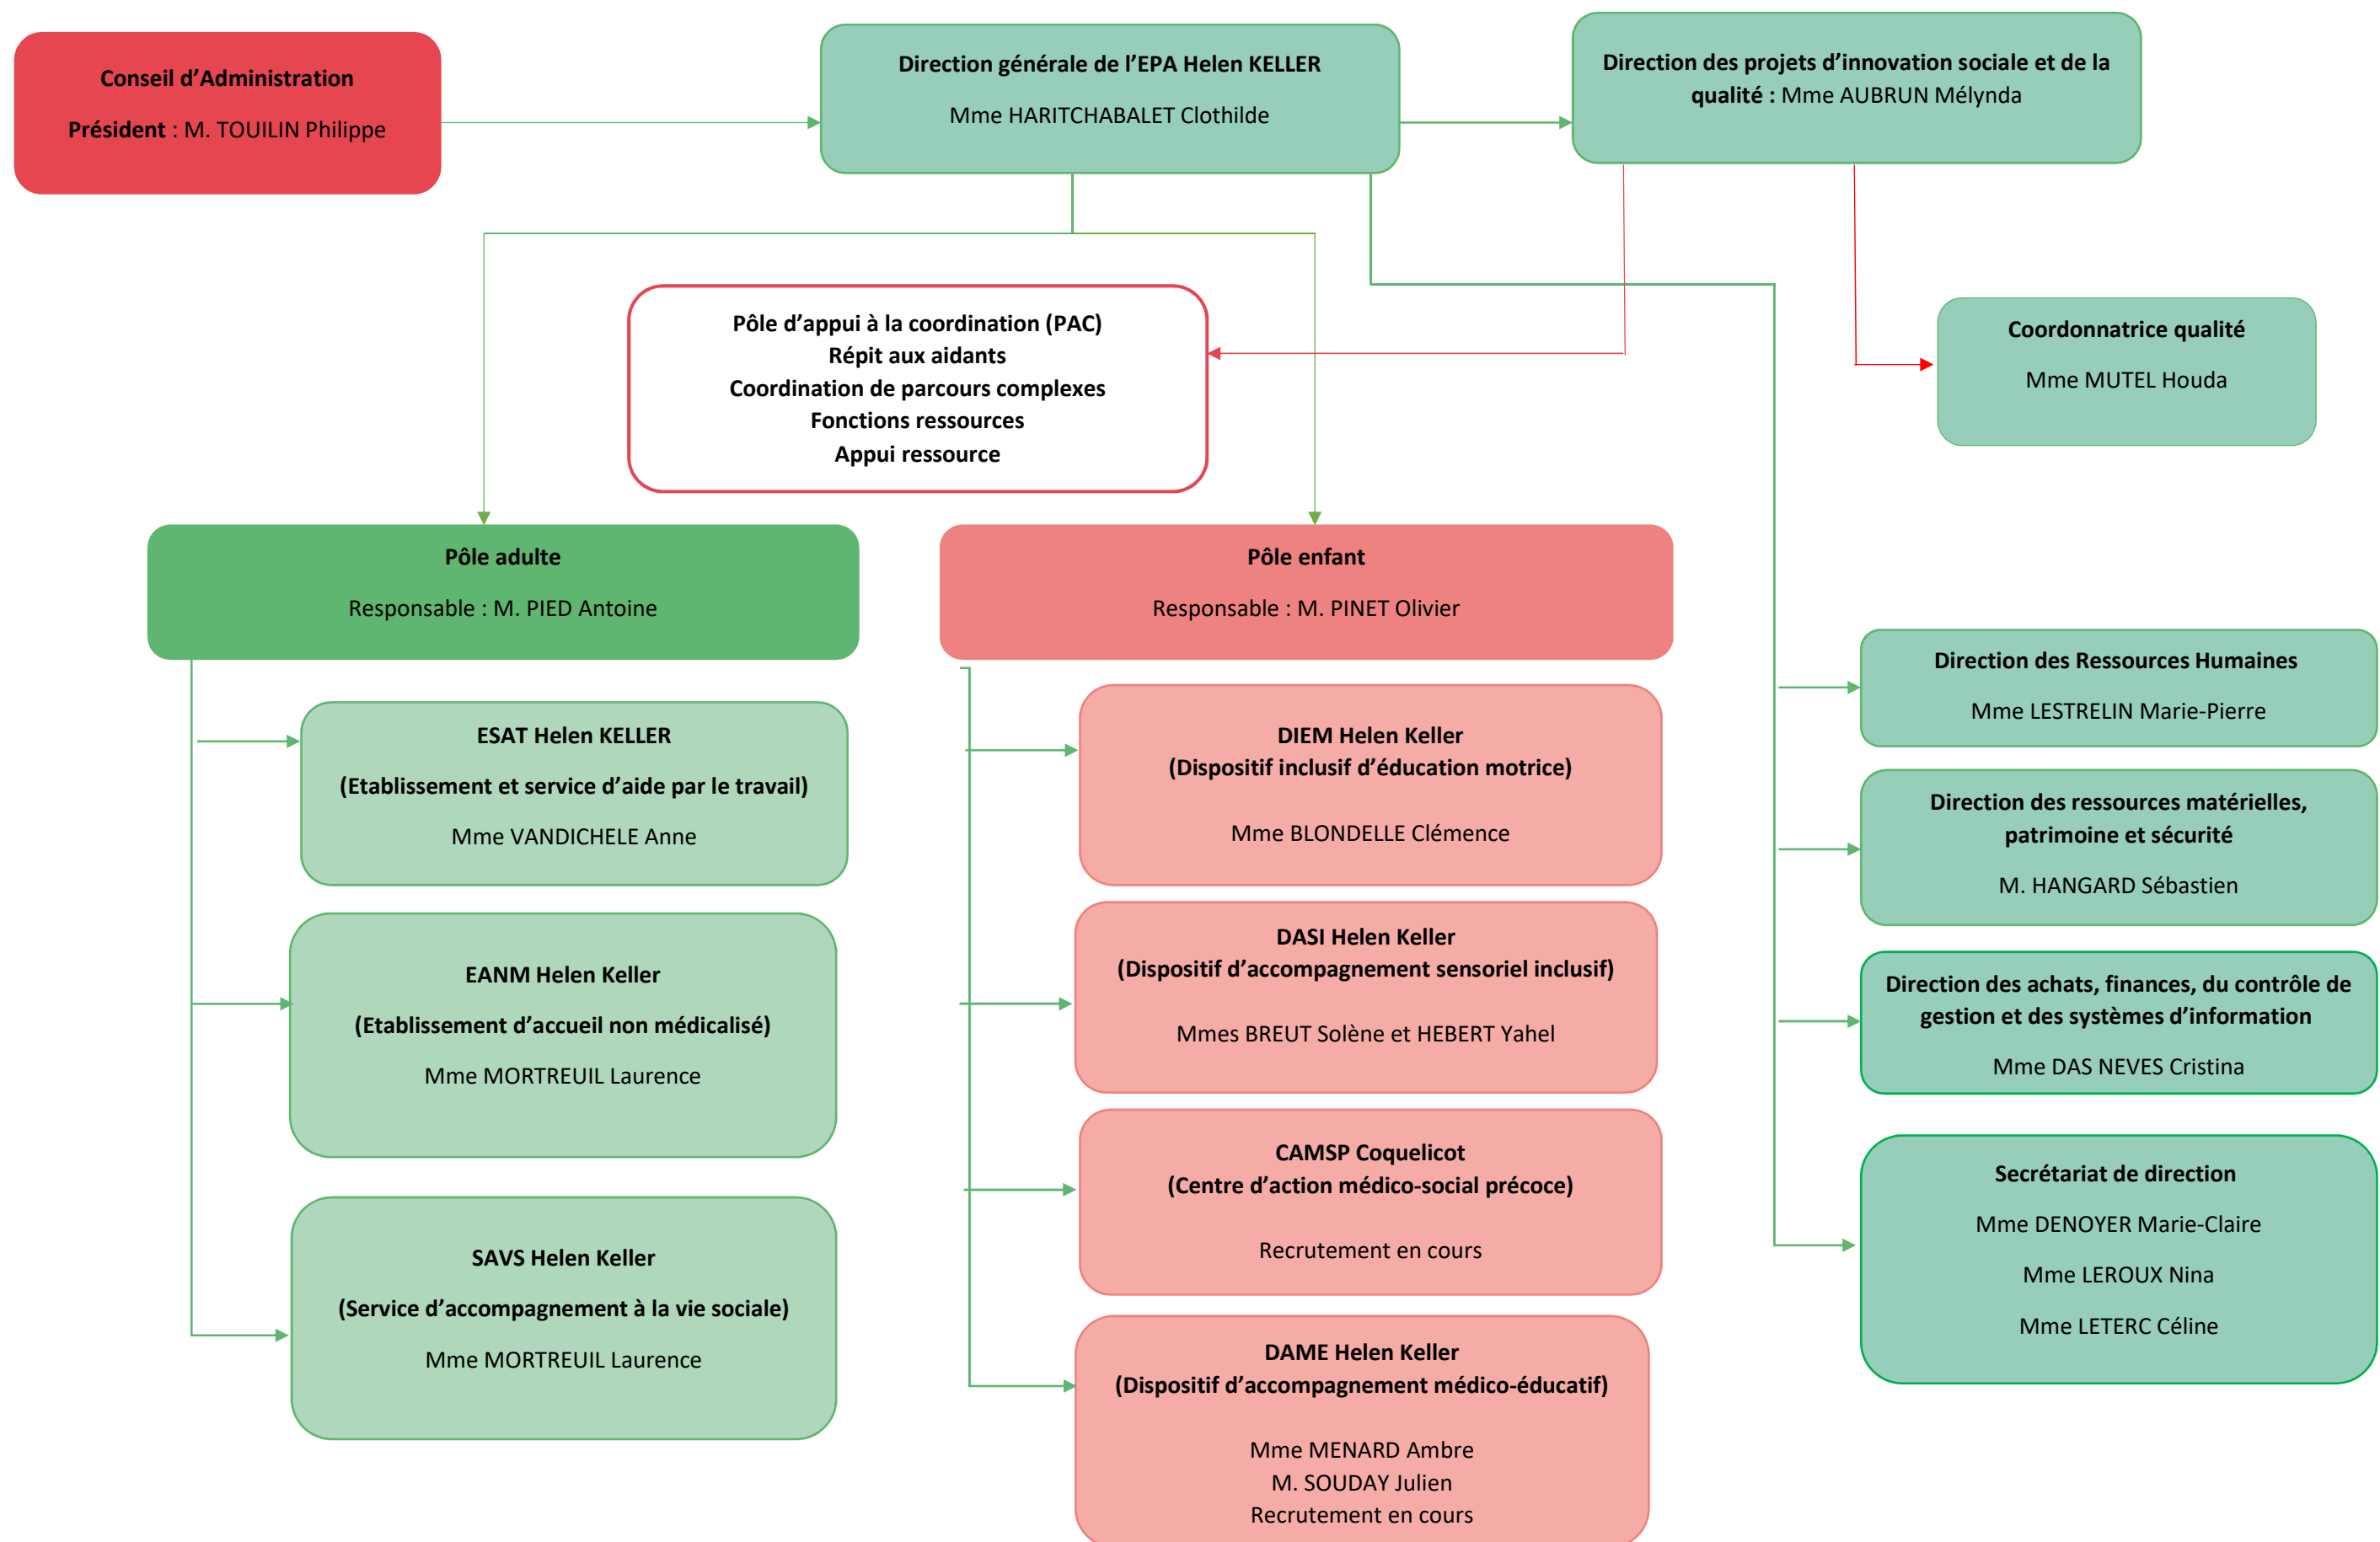 Conseil d’Administration
Président : M. TOUILIN Philippe
Direction générale de l’EPA Helen KELLER
Mme HARITCHABALET Clothilde
Direction des projets d’innovation sociale et de la
qualité : Mme AUBRUN Mélynda
Pôle d’appui à la coordination (PAC)
Répit aux aidants
Coordination de parcours complexes
Fonctions ressources
Appui ressource
Coordonnatrice qualité
Mme MUTEL Houda
Pôle adulte
Responsable : M. PIED Antoine
Pôle enfant
Responsable : M. PINET Olivier
ESAT Helen KELLER
(Etablissement et service d’aide par le travail)
Mme VANDICHELE Anne
EANM Helen Keller
(Etablissement d’accueil non médicalisé)
Mme MORTREUIL Laurence
SAVS Helen Keller
(Service d’accompagnement à la vie sociale)
Mme MORTREUIL Laurence
DIEM Helen Keller
(Dispositif inclusif d’éducation motrice)
Mme BLONDELLE Clémence
DASI Helen Keller
(Dispositif d’accompagnement sensoriel inclusif)
Mmes BREUT Solène et HEBERT Yahel
CAMSP Coquelicot
(Centre d’action médico-social précoce)
Recrutement en cours
DAME Helen Keller
(Dispositif d’accompagnement médico-éducatif)
Mme MENARD Ambre
M. SOUDAY Julien
Recrutement en cours
Direction des Ressources Humaines
Mme LESTRELIN Marie-Pierre
Direction des ressources matérielles,
patrimoine et sécurité
M. HANGARD Sébastien
Direction des achats, finances, du contrôle de
gestion et des systèmes d’information
Mme DAS NEVES Cristina
Secrétariat de direction
Mme DENOYER Marie-Claire
Mme LEROUX Nina
Mme LETERC Céline